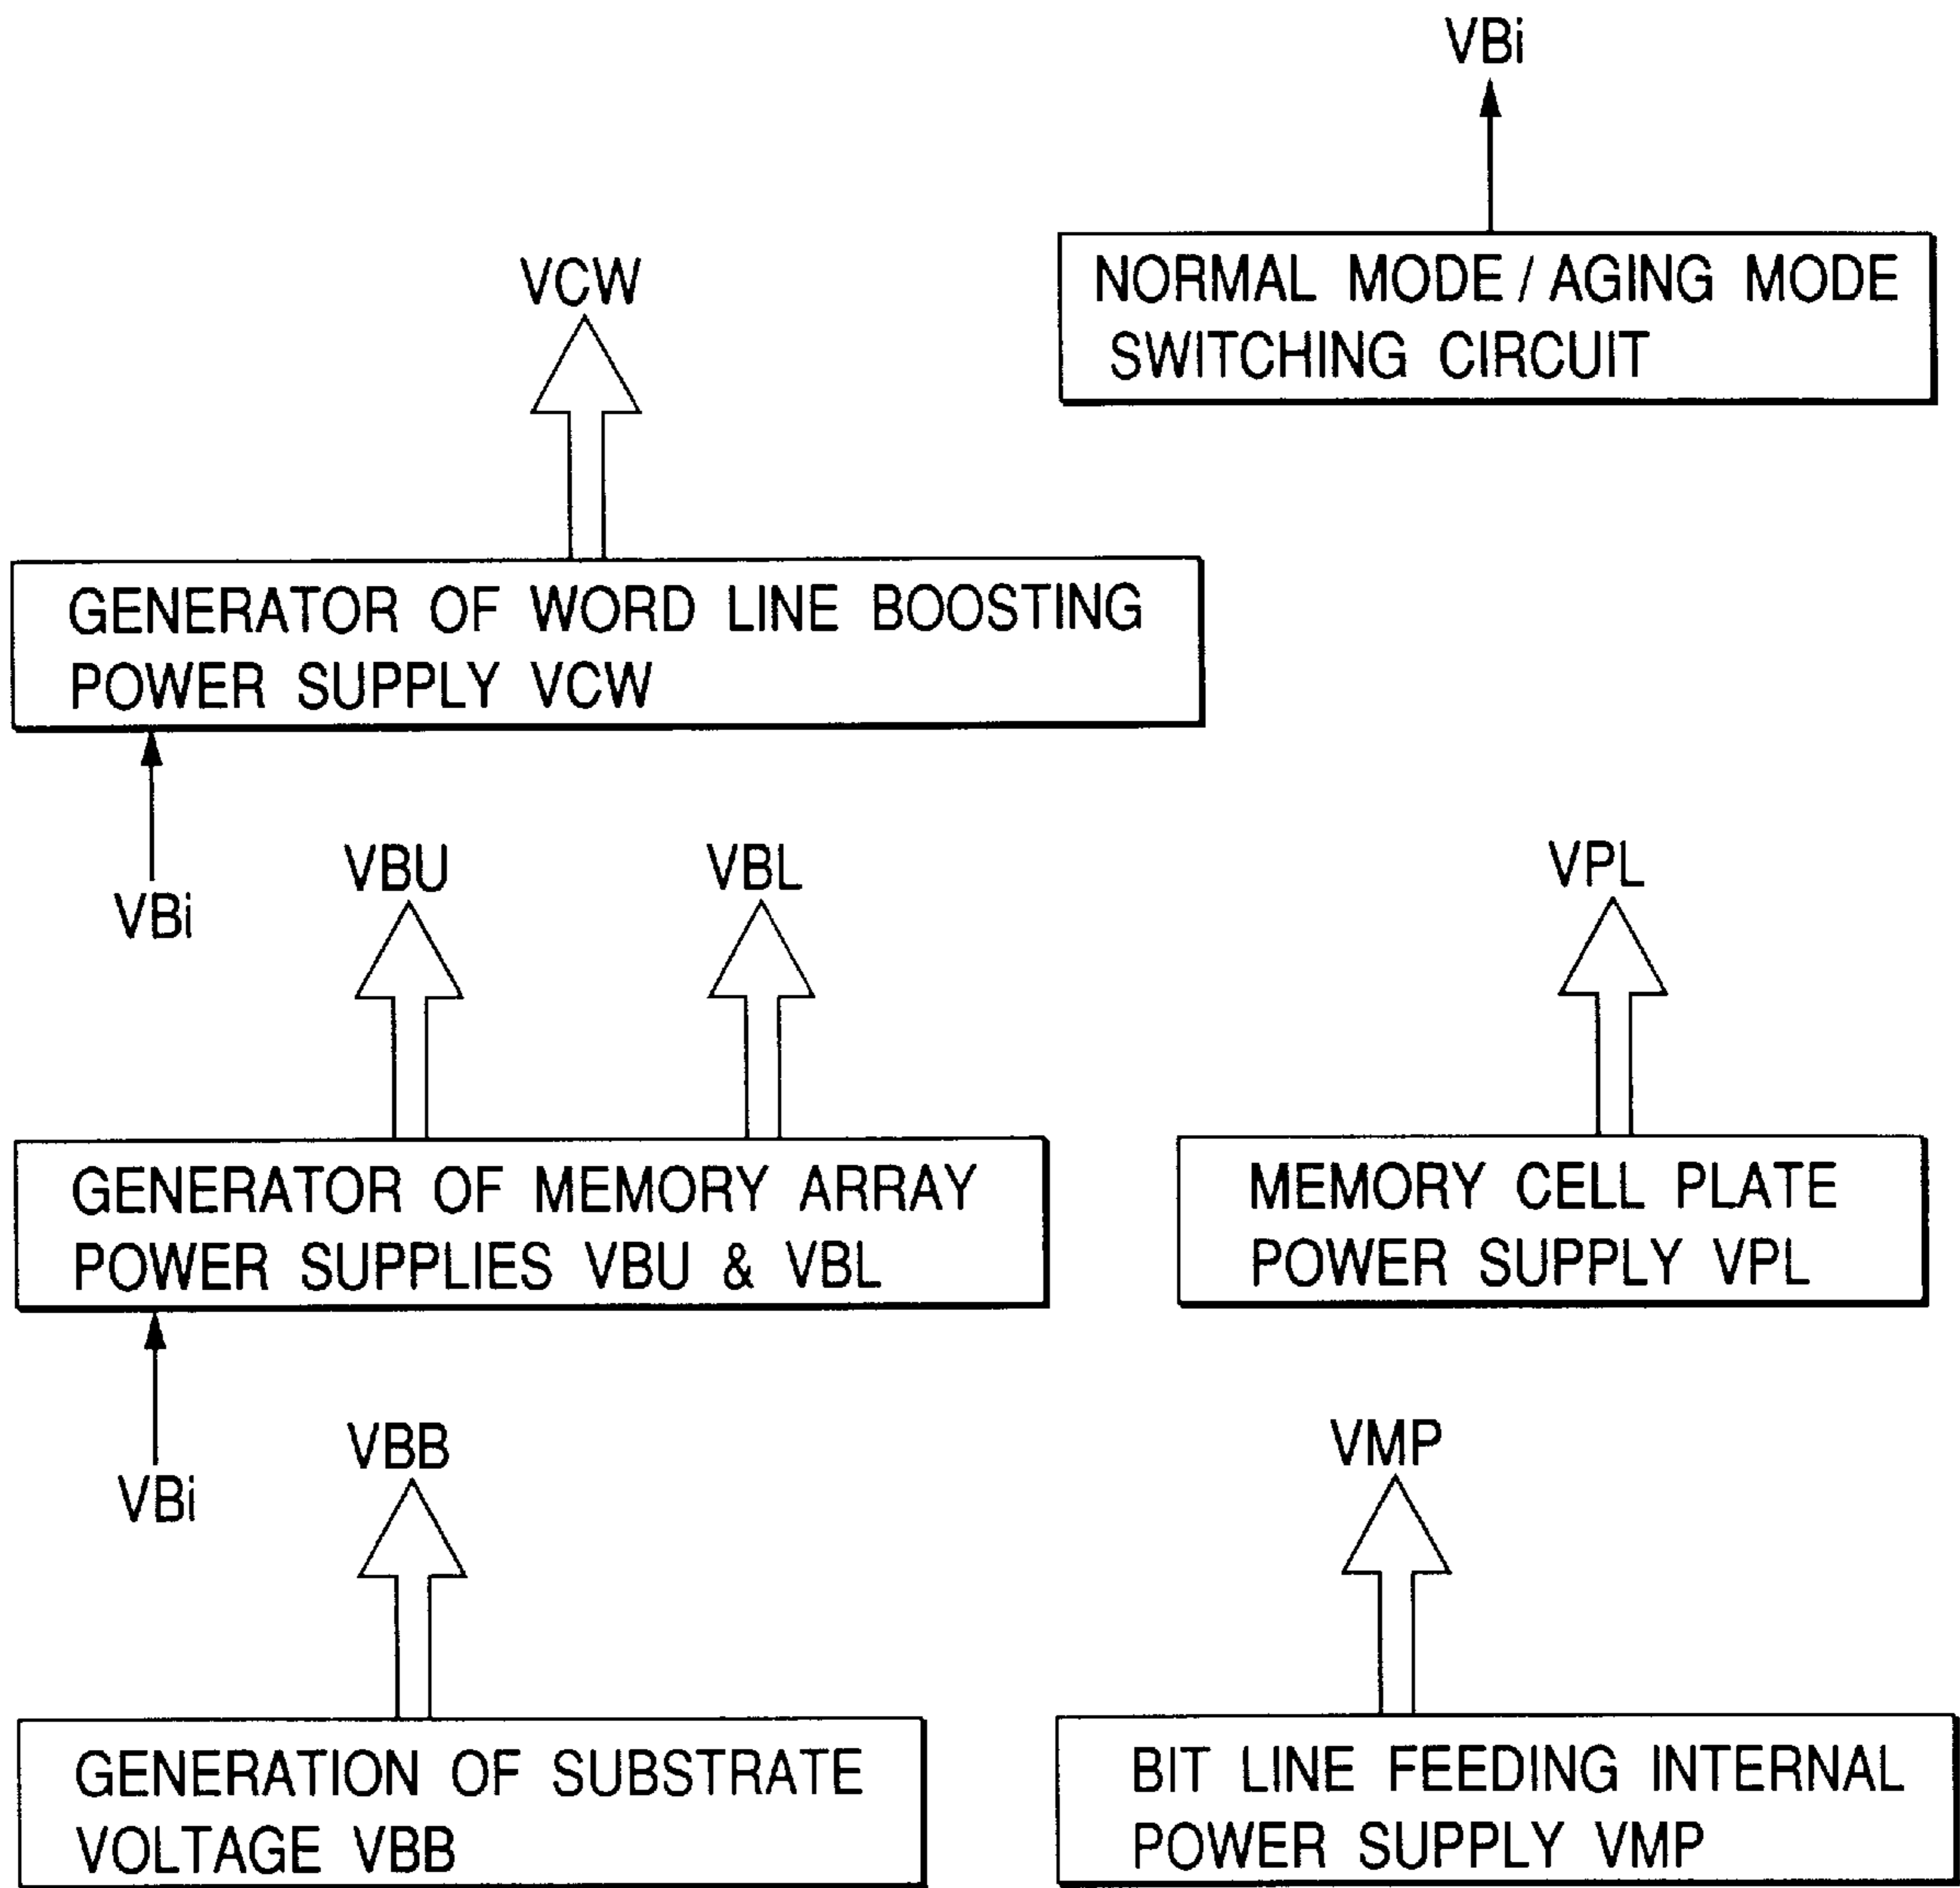 VBi
NORMAL MODE / AGING MODE
SWITCHING CIRCUIT
VCW
GENERATOR OF WORD LINE BOOSTING
POWER SUPPLY VCW
VBi
VBU
VBL
VPL
GENERATOR OF MEMORY ARRAY
POWER SUPPLIES VBU & VBL
MEMORY CELL PLATE
POWER SUPPLY VPL
VBi
VBB
VMP
GENERATION OF SUBSTRATE
VOLTAGE VBB
BIT LINE FEEDING INTERNAL
POWER SUPPLY VMP